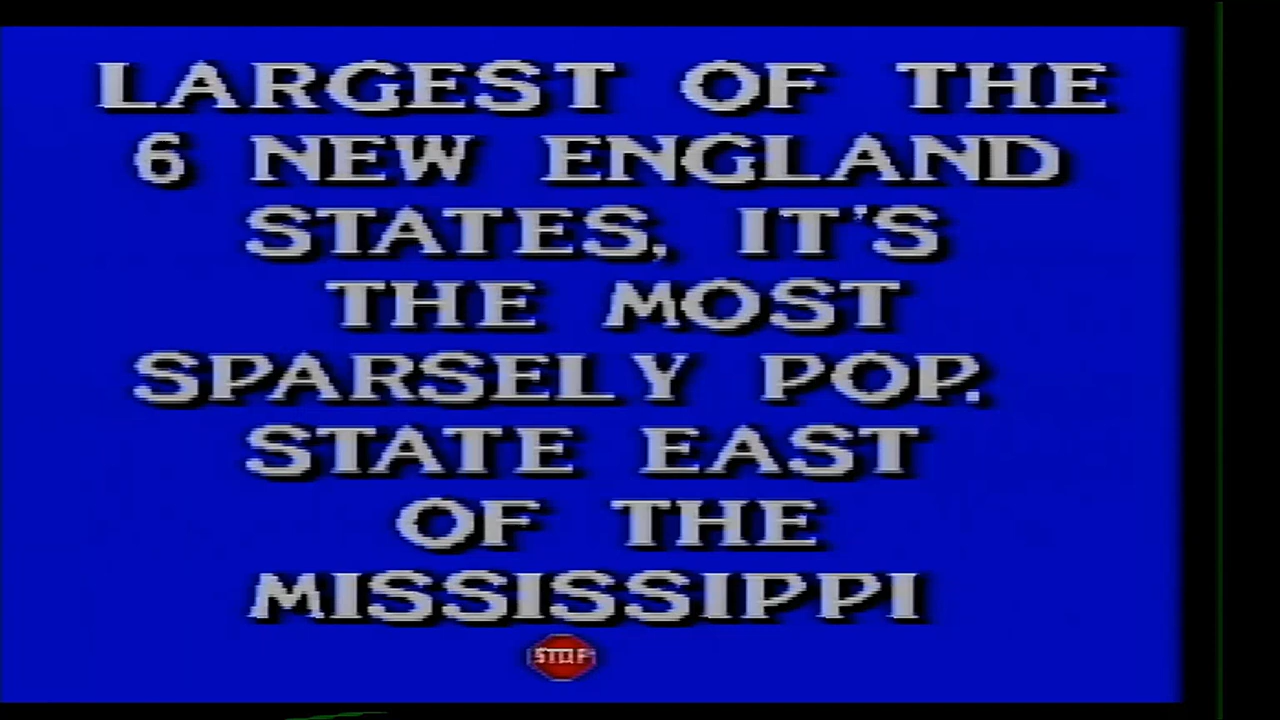 LARGEST OF THE
6 NEW ENGLAND
STATES, IT'S
THE MOST
SPARSELY POP.
STATE EAST
OF THE
MISSISSIPPI
STOP